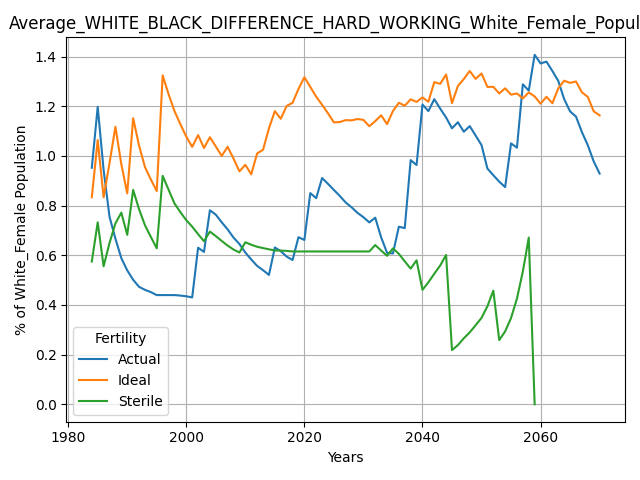 Average_WHITE_BLACK_DIFFERENCE_HARD_WORKING_White_Female_Popul
1.4
1.2
1.0
0.8
0.6
0.4
0.2
0.0
% of White_Female Population
Fertility
Actual
Ideal
Sterile
1980
2000
2020
2040
2060
Years